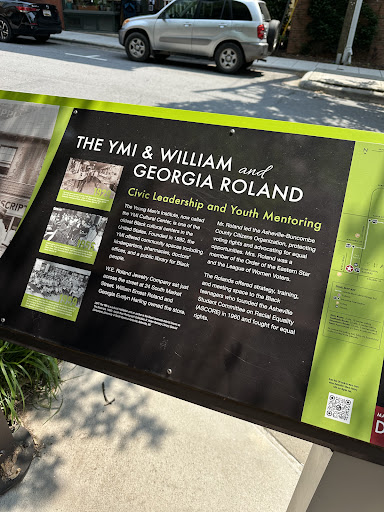 THE YMI & WILLIAM and
GEORGIA ROLAND
Civic Leadership and Youth Mentoring
The Young Men's Institute, now called
the YMI Cultural Center, is one of the
oldest Black cultural centers in the
United States. Founded in 1892, the
YMI offered community space including
kindergartens, pharmacies, doctors'
offices, and a public library for Black
people.
W.E. Roland Jewelry Company sat just
across the street at 24 South Market
Street. William Ernest Roland and
Georgia Evelyn Harling owned the store.
Mr. Roland led the Asheville-Buncombe
County Citizens Organization, protecting
voting rights and advocating for equal
opportunities. Mrs. Roland was a
member of the Order of the Eastern Star
and the League of Women Voters.
The Rolands offered strategy, training,
and meeting space to the Black
teenagers who founded the Asheville
Student Committee on Racial Equality
(ASCORE) in 1960 and fought for equal
rights.
SCRIPT
D